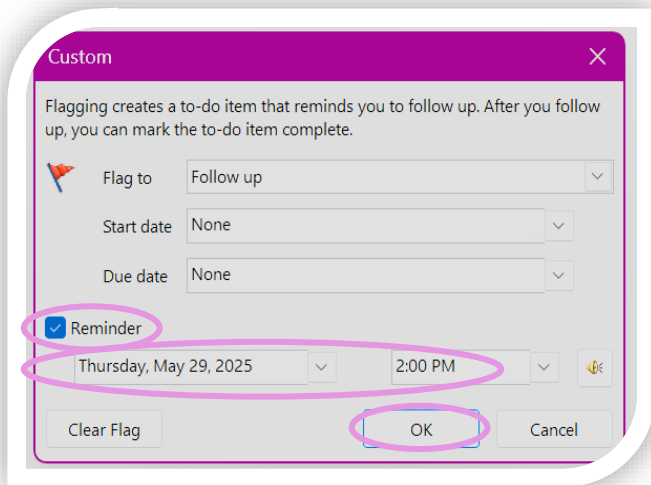 Custom
Flagging creates a to-do item that reminds you to follow up. After you follow
up, you can mark the to-do item complete.
Flag to Follow up
Start date None
Due date None
Reminder
Thursday, May 29, 2025 2:00 PM
Clear Flag OK Cancel